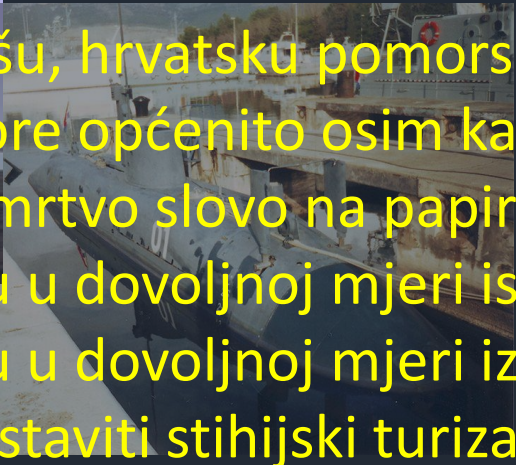 šu, hrvatsku pomors
ore općenito osim ka
mrtvo slovo na papir
u u dovoljnoj mjeri is
u u dovoljnoj mjeri iz
staviti stihijski turiza
01